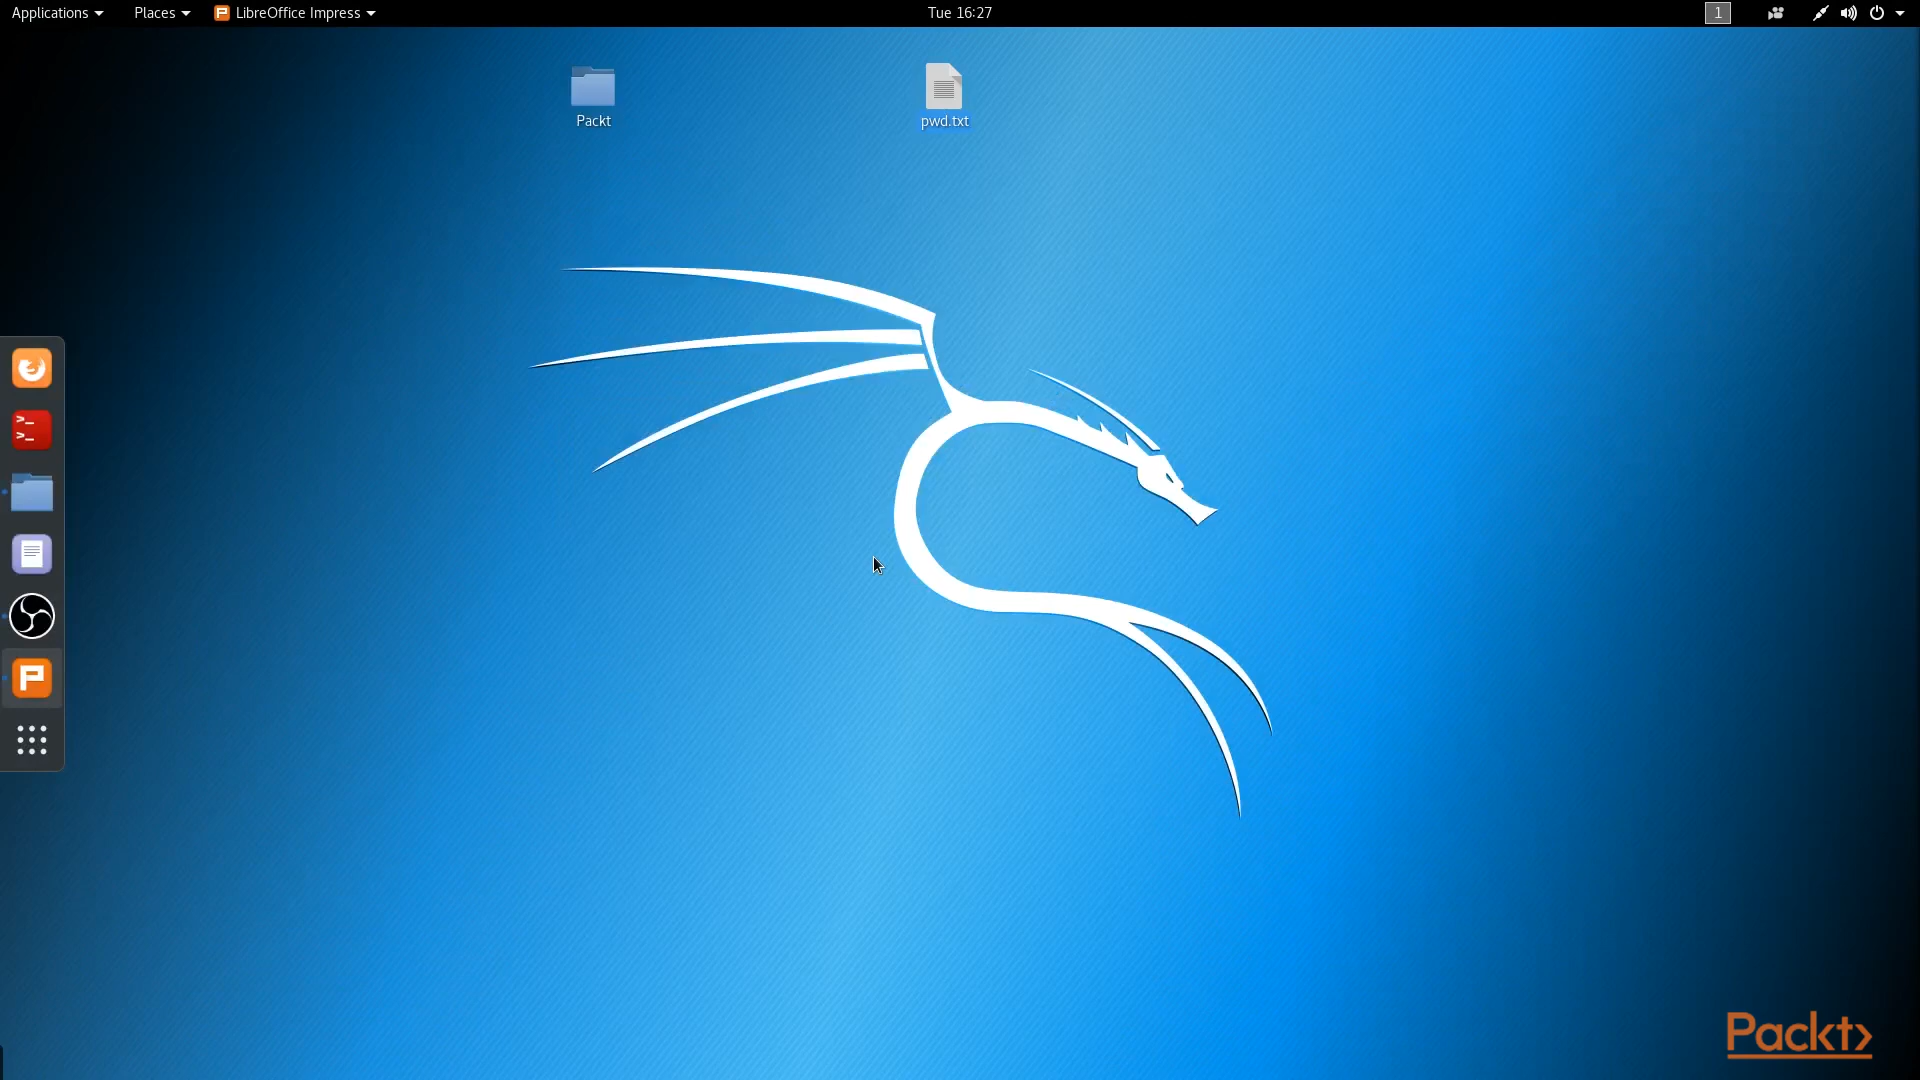 Applications
Places
LibreOffice Impress
Tue 16:27
1
Packt
pwd.txt
Packt>